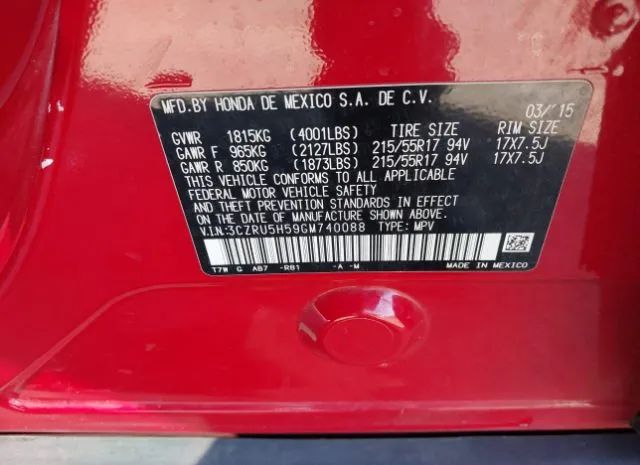 MFD. BY HONDA DE MEXICO S.A. DE C.V. 03/'15
GVWR 1815KG (4001LBS) TIRE SIZE RIM SIZE
GAWR F 965KG (2127LBS) 215/55R17 94V 17X7.5J
GAWR R 850KG (1873LBS) 215/55R17 94V 17X7.5J
THIS VEHICLE CONFORMS TO ALL APPLICABLE
FEDERAL MOTOR VEHICLE SAFETY
AND THEFT PREVENTION STANDARDS IN EFFECT
ON THE DATE OF MANUFACTURE SHOWN ABOVE.
V.I.N:3CZRU5H59GM740088 TYPE: MPV
T7W G AB7 -R81 -A -M MADE IN MEXICO